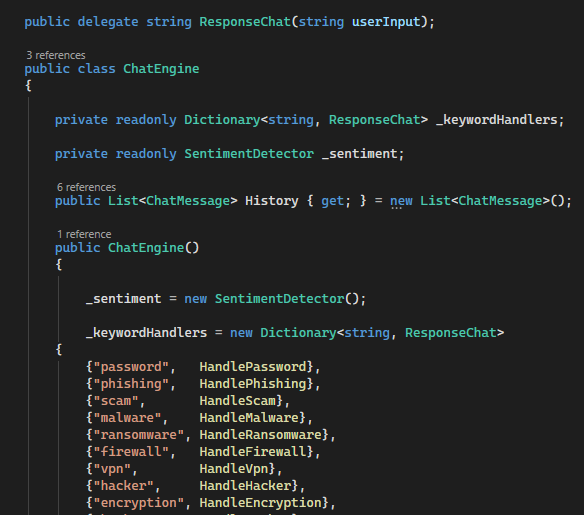 public delegate string ResponseChat(string userInput);
3 references
public class ChatEngine
{
private readonly Dictionary<string, ResponseChat> _keywordHandlers;
private readonly SentimentDetector _sentiment;
6 references
public List<ChatMessage> History { get; } = new List<ChatMessage>();
1 reference
public ChatEngine()
{
_sentiment = new SentimentDetector();
_keywordHandlers = new Dictionary<string, ResponseChat>
{
{"password", HandlePassword},
{"phishing", HandlePhishing},
{"scam", HandleScam},
{"malware", HandleMalware},
{"ransomware", HandleRansomware},
{"firewall", HandleFirewall},
{"vpn", HandleVpn},
{"hacker", HandleHacker},
{"encryption", HandleEncryption},